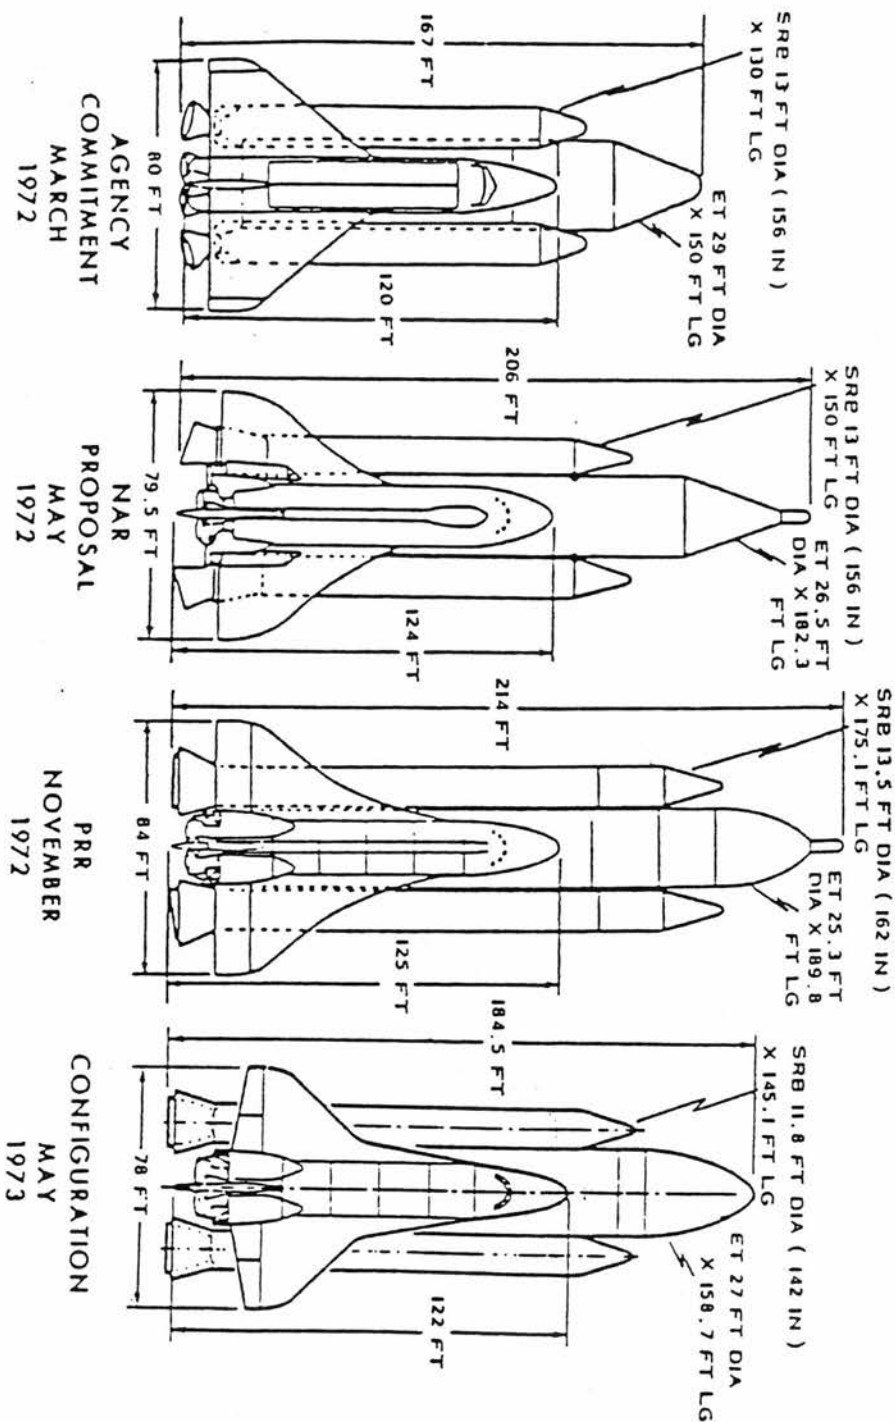 SRB 13 FT DIA ( 156 IN )
X 130 FT LG
ET 29 FT DIA
X 150 FT LG
167 FT
120 FT
80 FT
AGENCY
COMMITMENT
MARCH
1972
SRB 13 FT DIA ( 156 IN )
X 150 FT LG
ET 26.5 FT
DIA X 182.3
FT LG
206 FT
124 FT
79.5 FT
NAR
PROPOSAL
MAY
1972
SRB 13.5 FT DIA ( 162 IN )
X 175.1 FT LG
ET 25.3 FT
DIA X 189.8
FT LG
214 FT
125 FT
84 FT
PRR
NOVEMBER
1972
SRB 11.8 FT DIA ( 142 IN )
X 145.1 FT LG
ET 27 FT DIA
X 158.7 FT LG
184.5 FT
122 FT
78 FT
CONFIGURATION
MAY
1973